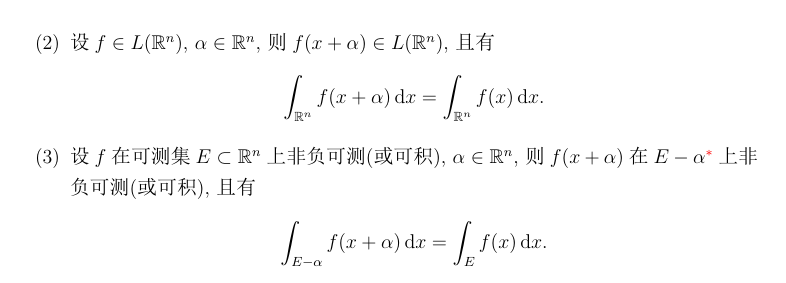 (2) 设 f ∈ L(ℝⁿ), α ∈ ℝⁿ, 则 f(x + α) ∈ L(ℝⁿ), 且有
∫_{ℝⁿ} f(x + α) dx = ∫_{ℝⁿ} f(x) dx.
(3) 设 f 在可测集 E ⊂ ℝⁿ 上非负可测(或可积), α ∈ ℝⁿ, 则 f(x + α) 在 E − α* 上非
负可测(或可积), 且有
∫_{E−α} f(x + α) dx = ∫_E f(x) dx.